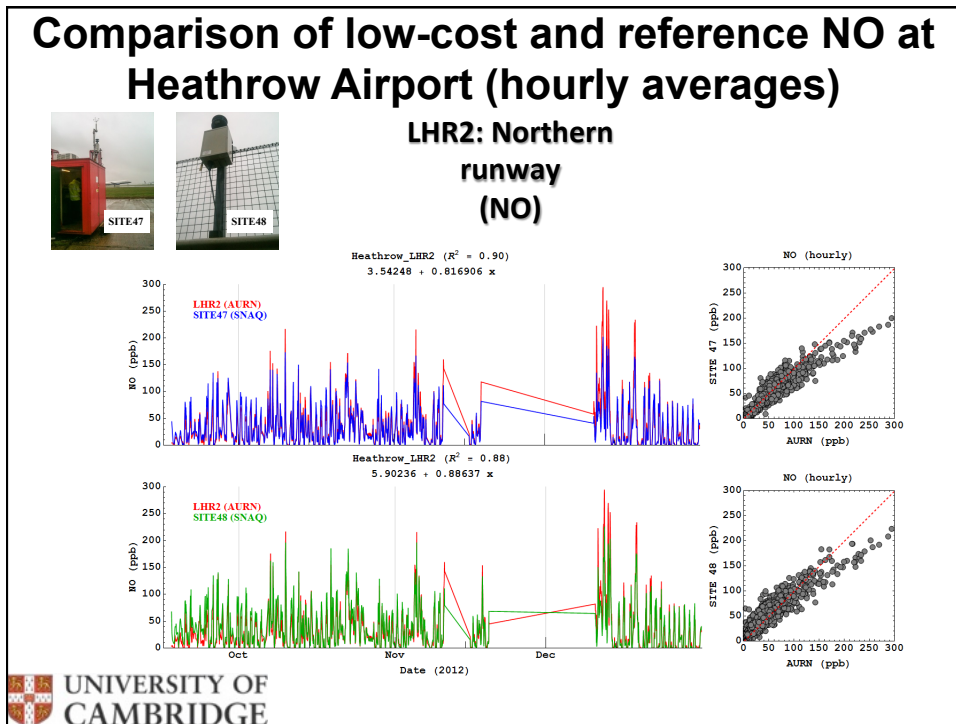 Comparison of low-cost and reference NO at
Heathrow Airport (hourly averages)
LHR2: Northern
runway
(NO)
SITE47
SITE48
Heathrow_LHR2 (R² = 0.90)
3.54248 + 0.816906 x
LHR2 (AURN)
SITE47 (SNAQ)
NO (ppb)
300
250
200
150
100
50
0
NO (hourly)
SITE 47 (ppb)
300
250
200
150
100
50
0
0 50 100 150 200 250 300
AURN (ppb)
Heathrow_LHR2 (R² = 0.88)
5.90236 + 0.88637 x
LHR2 (AURN)
SITE48 (SNAQ)
NO (ppb)
300
250
200
150
100
50
0
Oct Nov Dec
Date (2012)
NO (hourly)
SITE 48 (ppb)
300
250
200
150
100
50
0
0 50 100 150 200 250 300
AURN (ppb)
UNIVERSITY OF
CAMBRIDGE